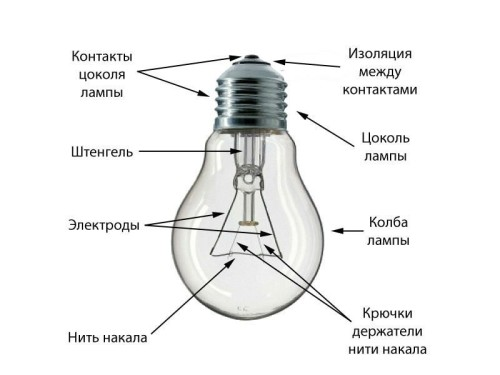 Контакты
цоколя
лампы
Изоляция
между
контактами
Цоколь
лампы
Штенгель
Электроды
Колба
лампы
Нить накала
Крючки
держатели
нити накала